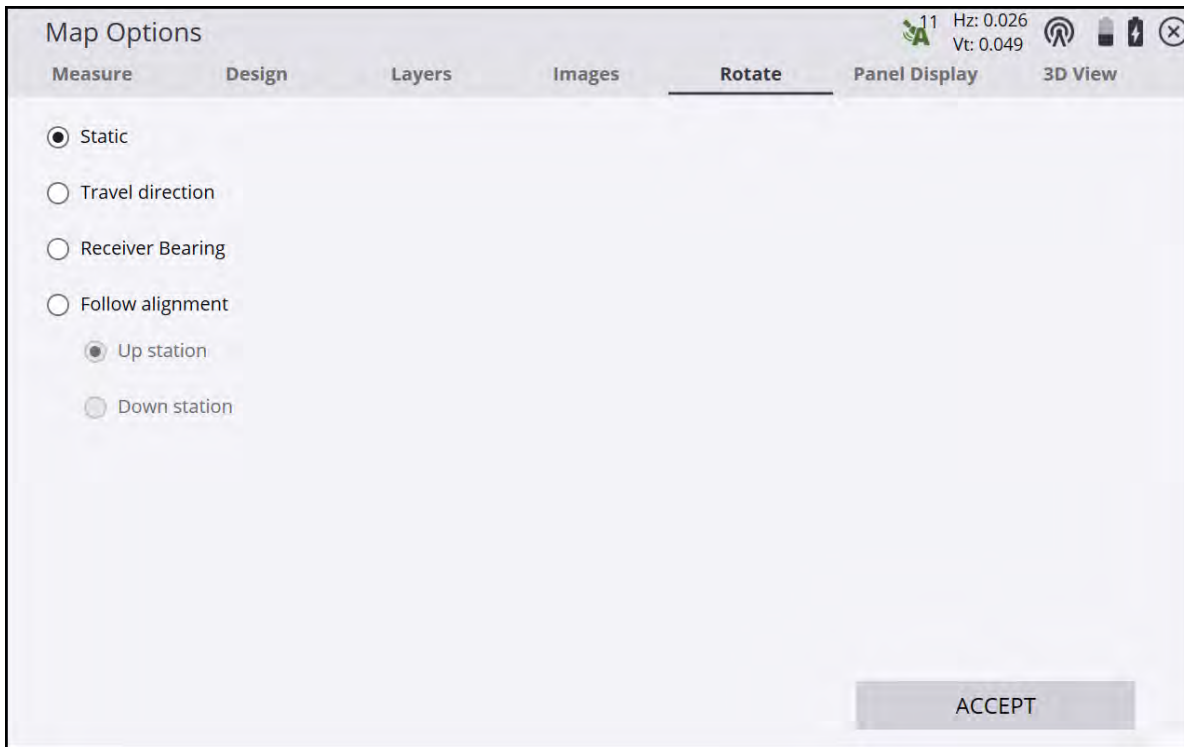 Map Options
11
Hz: 0.026
Vt: 0.049
Measure Design Layers Images Rotate Panel Display 3D View
Static
Travel direction
Receiver Bearing
Follow alignment
Up station
Down station
ACCEPT